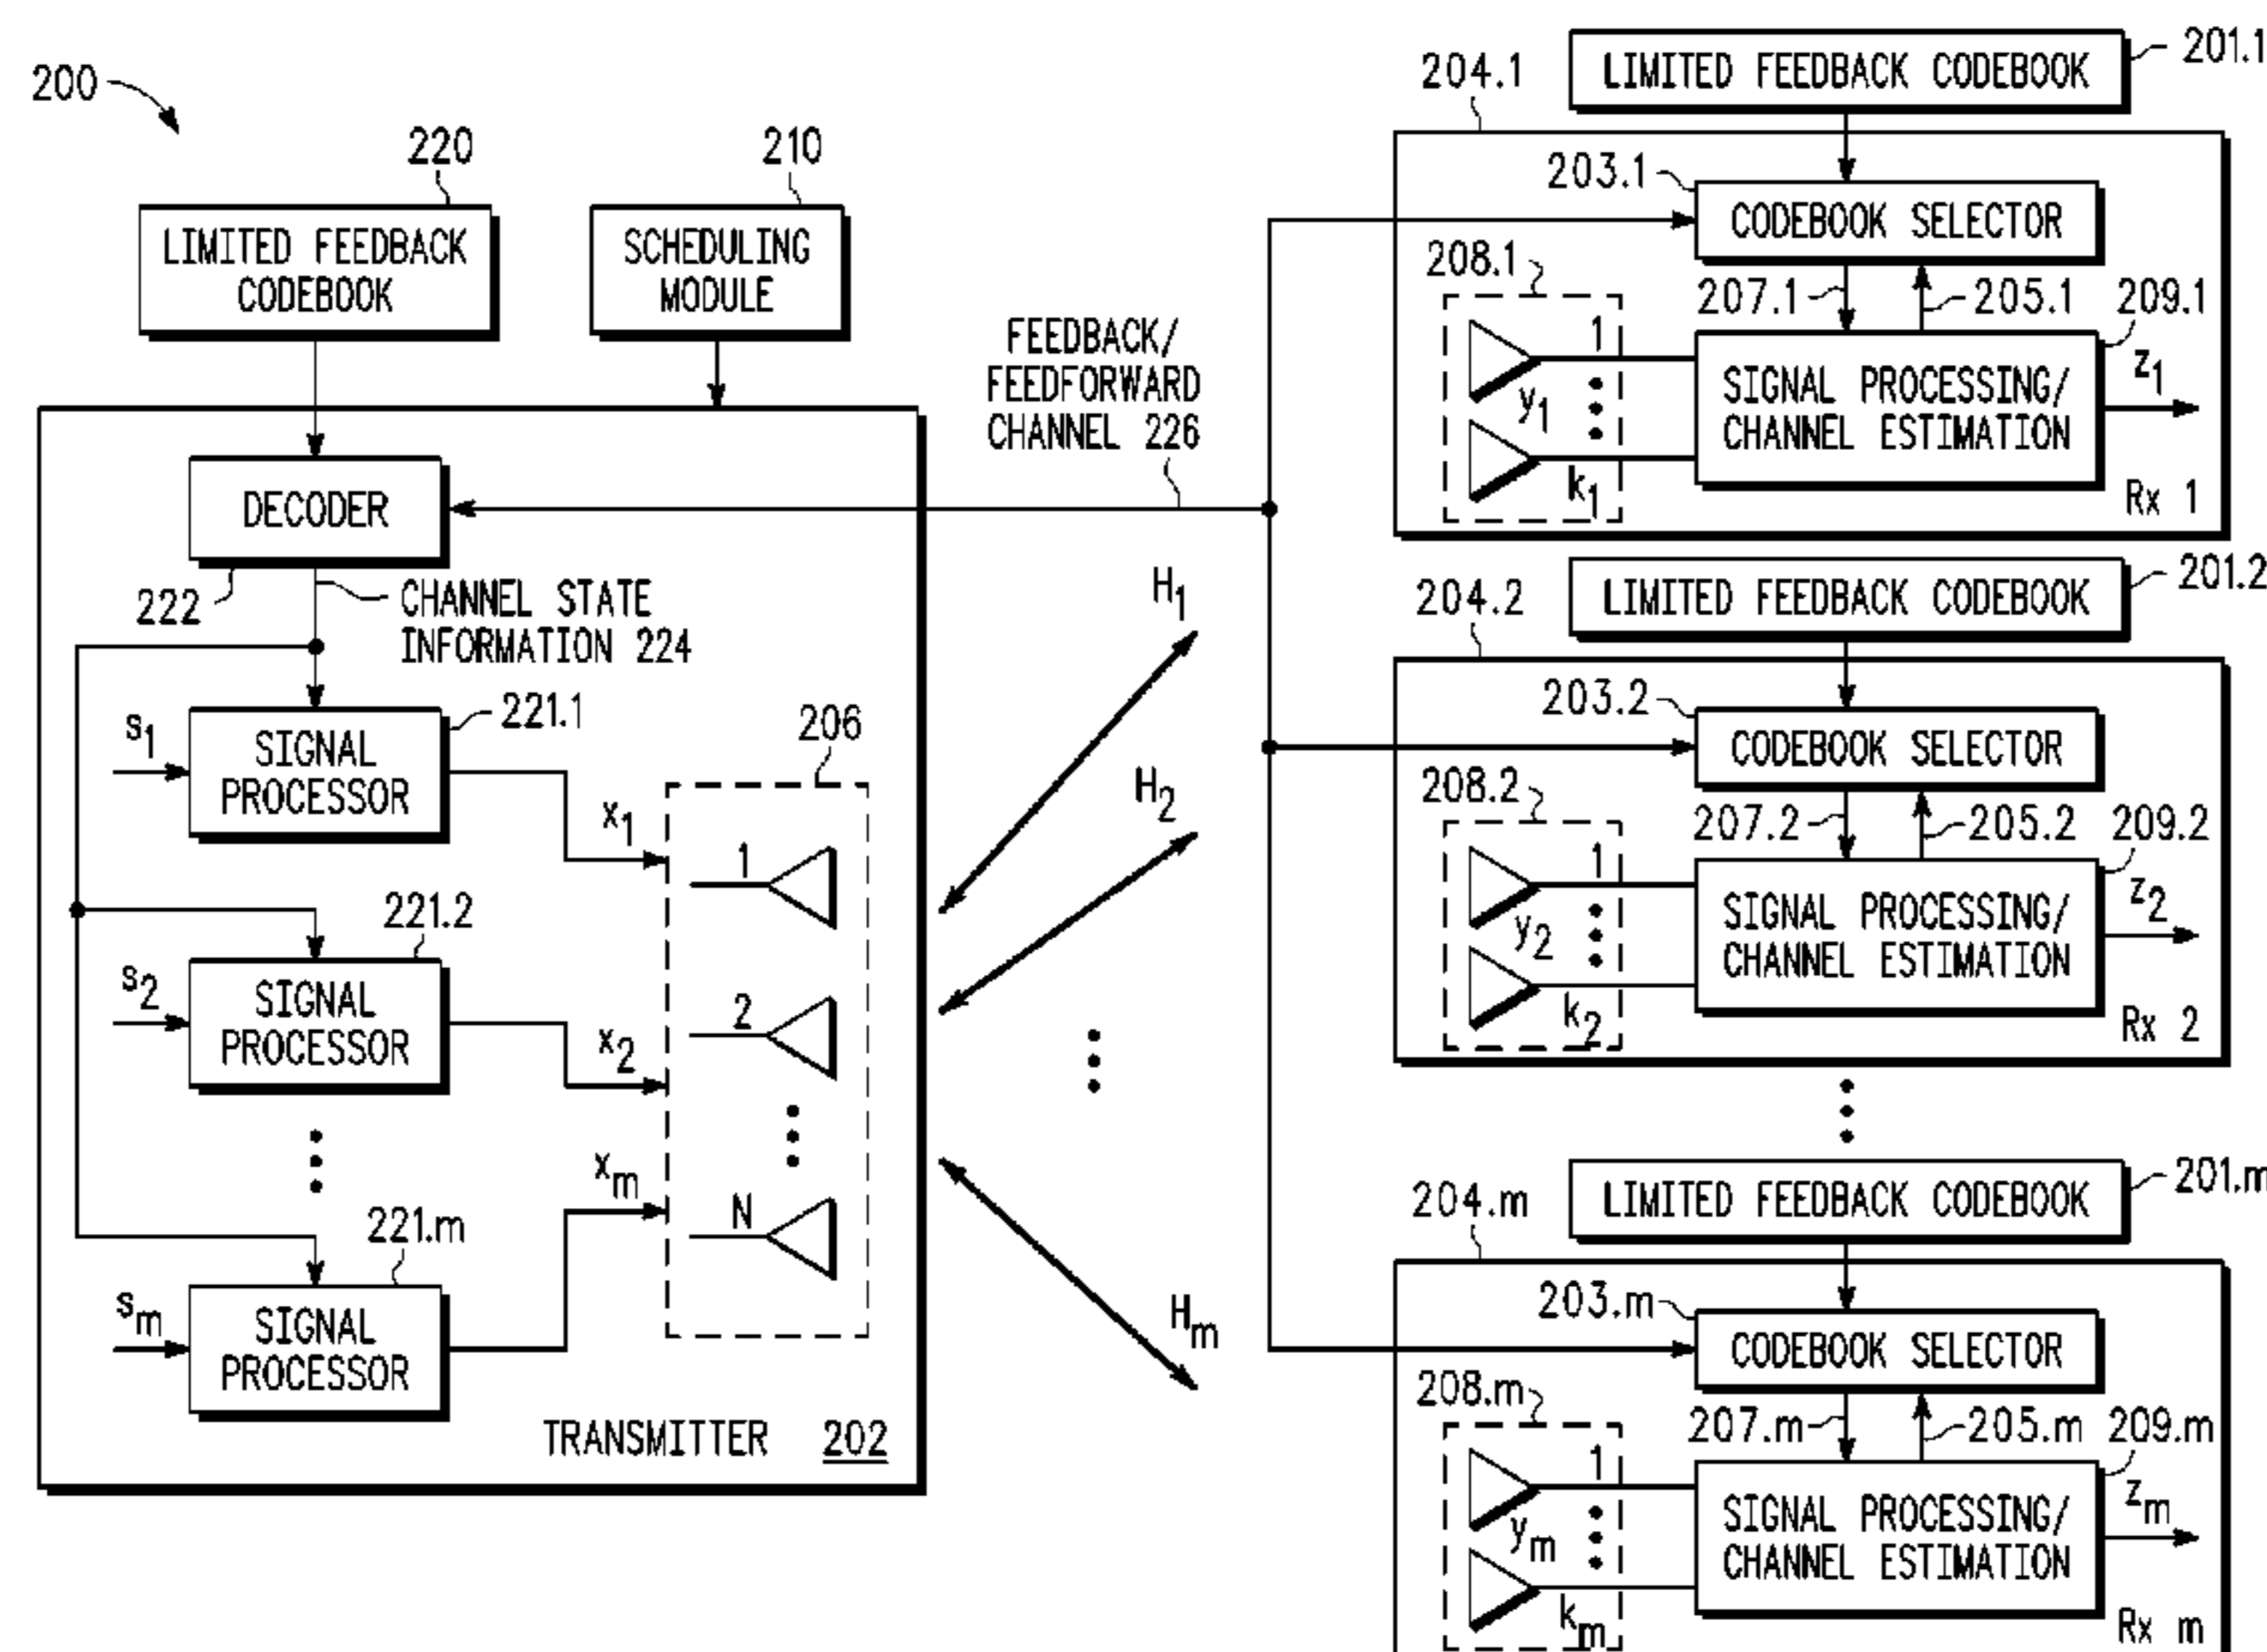 200
220
LIMITED FEEDBACK
CODEBOOK
210
SCHEDULING
MODULE
FEEDBACK/
FEEDFORWARD
CHANNEL 226
DECODER
222
CHANNEL STATE
INFORMATION 224
s1
SIGNAL
PROCESSOR
221.1
x1
206
1
s2
SIGNAL
PROCESSOR
221.2
x2
2
sm
SIGNAL
PROCESSOR
221.m
xm
N
TRANSMITTER 202
H1
H2
Hm
LIMITED FEEDBACK CODEBOOK
201.1
204.1
203.1
CODEBOOK SELECTOR
208.1
207.1
205.1
209.1
1
y1
k1
SIGNAL PROCESSING/
CHANNEL ESTIMATION
z1
Rx 1
LIMITED FEEDBACK CODEBOOK
201.2
204.2
203.2
CODEBOOK SELECTOR
208.2
207.2
205.2
209.2
1
y2
k2
SIGNAL PROCESSING/
CHANNEL ESTIMATION
z2
Rx 2
LIMITED FEEDBACK CODEBOOK
201.m
204.m
203.m
CODEBOOK SELECTOR
208.m
207.m
205.m
209.m
1
ym
km
SIGNAL PROCESSING/
CHANNEL ESTIMATION
zm
Rx m